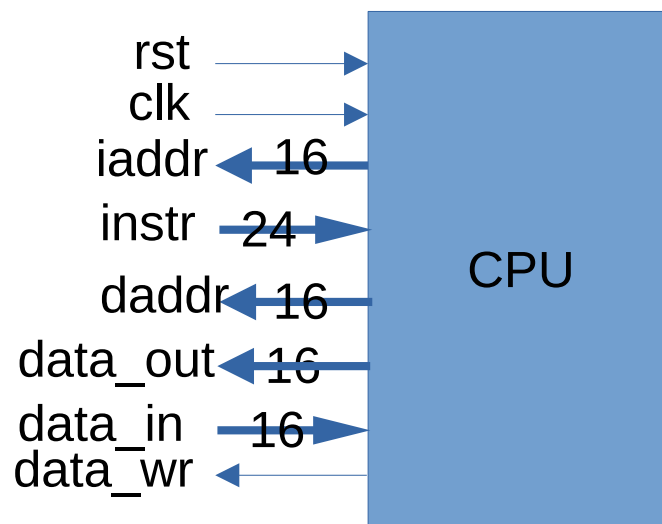 rst
clk
iaddr 16
instr 24
CPU
daddr 16
data_out 16
data_in 16
data_wr